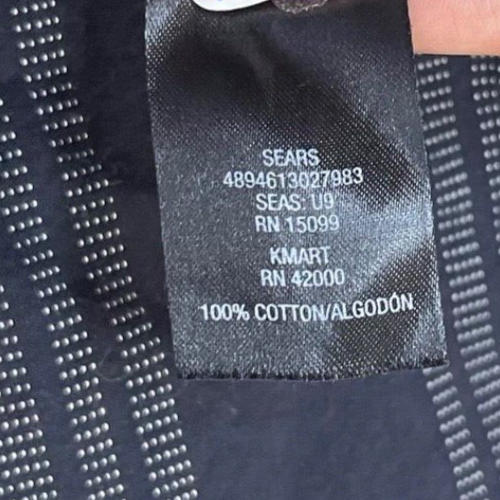 SEARS
4894613027983
SEAS: U9
RN 15099
KMART
RN 42000
100% COTTON/ALGODÓN